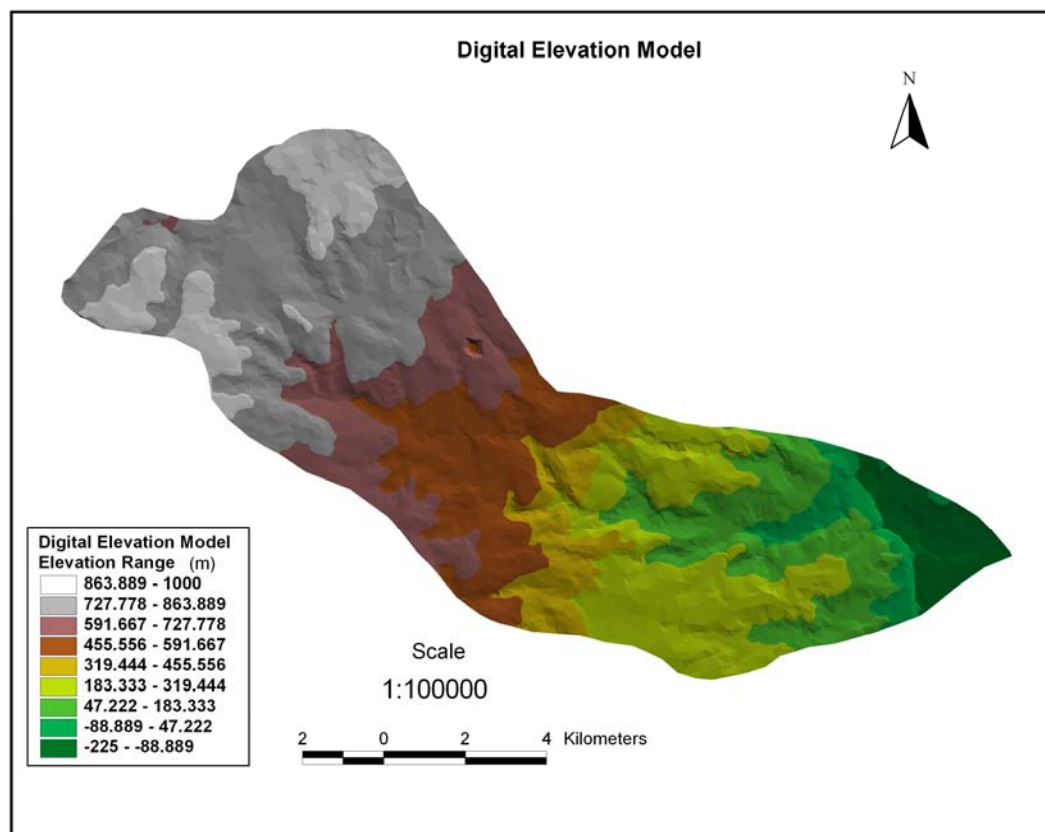 Digital Elevation Model
N
Digital Elevation Model
Elevation Range (m)
863.889 - 1000
727.778 - 863.889
591.667 - 727.778
455.556 - 591.667
319.444 - 455.556
183.333 - 319.444
47.222 - 183.333
-88.889 - 47.222
-225 - -88.889
Scale
1:100000
2 0 2 4 Kilometers